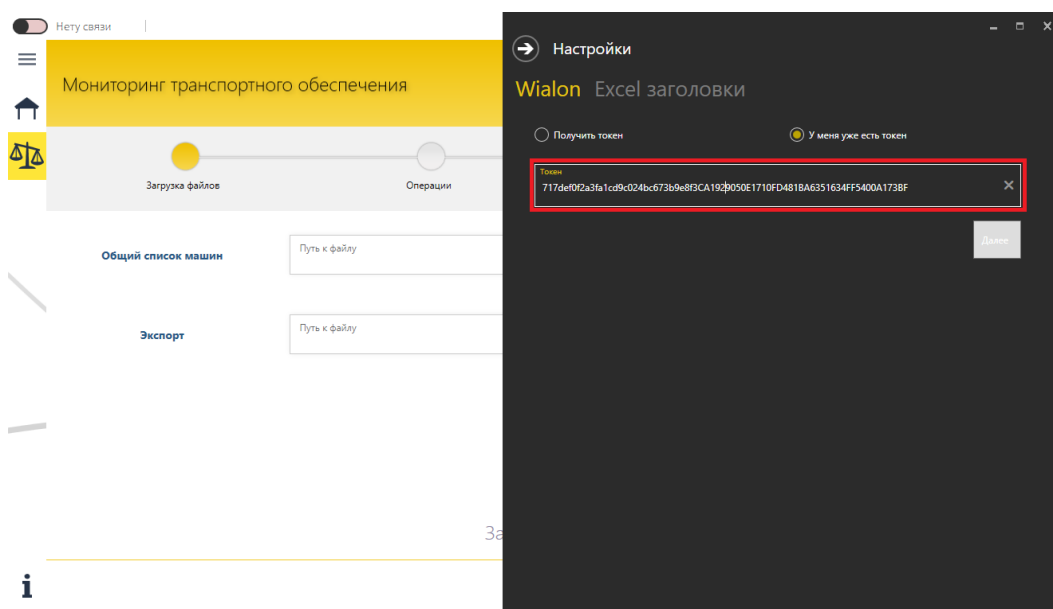 Нету связи
Мониторинг транспортного обеспечения
Загрузка файлов
Операции
Общий список машин
Путь к файлу
Экспорт
Путь к файлу
За
Настройки
Wialon Excel заголовки
Получить токен
У меня уже есть токен
Токен
717def0f2a3fa1cd9c024bc673b9e8f3CA1929050E1710FD481BA6351634FF5400A173BF
Далее